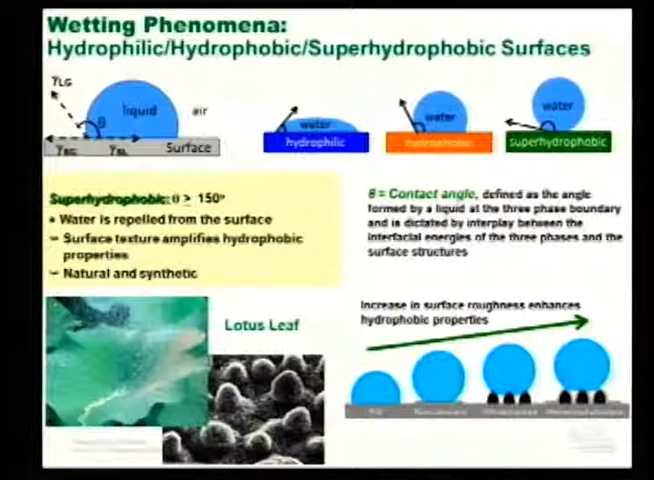 Wetting Phenomena:
Hydrophilic/Hydrophobic/Superhydrophobic Surfaces
γLG
θ
liquid
air
γSG
γSL
Surface
water
hydrophilic
water
hydrophobic
water
superhydrophobic
Superhydrophobic: θ ≥ 150°
• Water is repelled from the surface
– Surface texture amplifies hydrophobic
properties
– Natural and synthetic
θ = Contact angle, defined as the angle
formed by a liquid at the three phase boundary
and is dictated by interplay between the
interfacial energies of the three phases and the
surface structures
Lotus Leaf
Increase in surface roughness enhances
hydrophobic properties